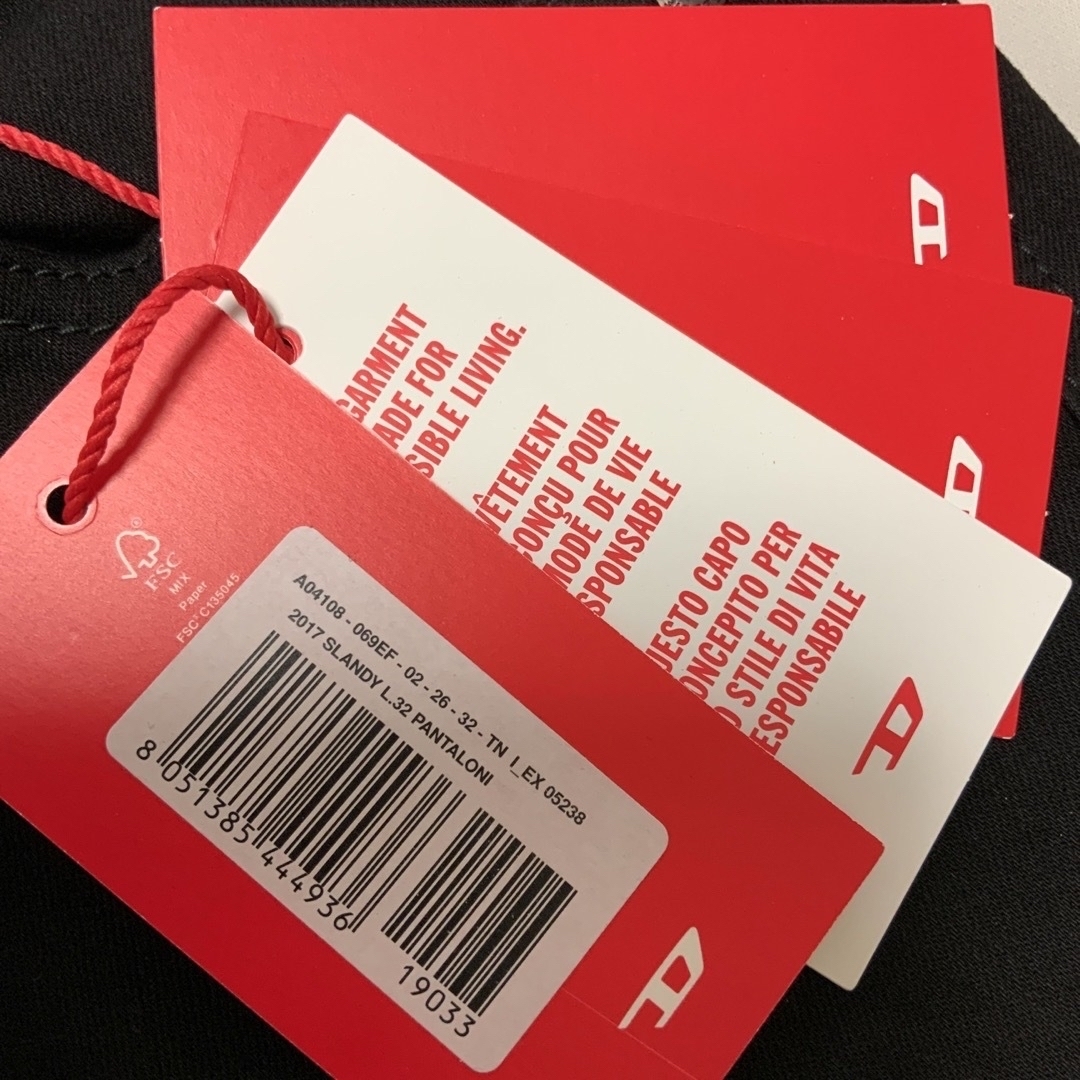 GARMENT
ADE FOR
SIBLE LIVING.
VÊTEMENT
ONÇU POUR
MODE DE VIE
SPONSABLE
UESTO CAPO
ONCEPITO PER
O STILE DI VITA
ESPONSABILE
D
D
D
FSC ®
MIX
Paper
FSC® C135045
A04108 - 069EF - 02 - 26 - 32 - TN I_EX 05238
2017 SLANDY L.32 PANTALONI
8 051385 444936
19033
D